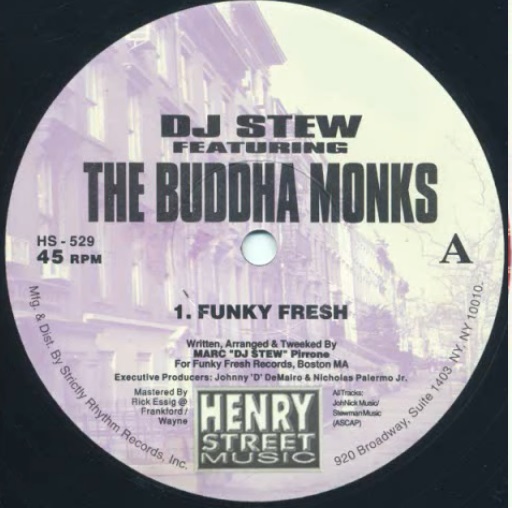 DJ STEW
FEATURING
THE BUDDHA MONKS
HS - 529
45 RPM
A
1. FUNKY FRESH
Written, Arranged & Tweeked By
MARC "DJ STEW" Pirrone
For Funky Fresh Records, Boston MA
Executive Producers: Johnny "D" DeMairo & Nicholas Palermo Jr.
Mastered By
Rick Essig @
Frankford /
Wayne
HENRY
STREET
MUSIC
All Tracks:
JohNick Music/
Stewman Music
(ASCAP)
Mfg. & Dist. By Strictly Rhythm Records, Inc.
920 Broadway, Suite 1403, NY, NY 10010.